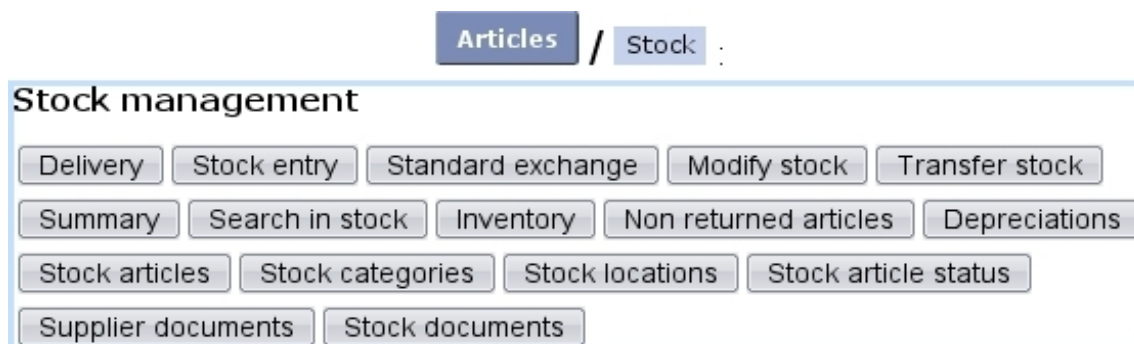 Articles / Stock :
Stock management
Delivery Stock entry Standard exchange Modify stock Transfer stock
Summary Search in stock Inventory Non returned articles Depreciations
Stock articles Stock categories Stock locations Stock article status
Supplier documents Stock documents